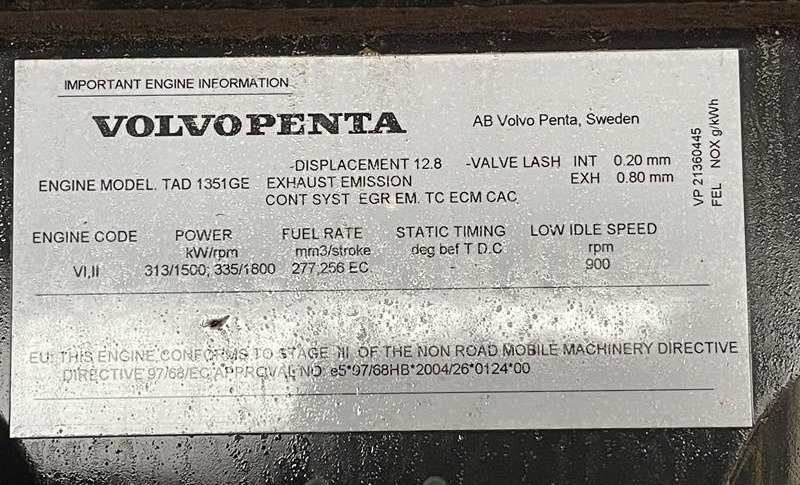 IMPORTANT ENGINE INFORMATION
VOLVO PENTA
AB Volvo Penta, Sweden
-DISPLACEMENT 12.8 -VALVE LASH INT 0.20 mm
ENGINE MODEL. TAD 1351GE EXHAUST EMISSION EXH 0.80 mm
CONT SYST EGR EM. TC ECM CAC
ENGINE CODE POWER FUEL RATE STATIC TIMING LOW IDLE SPEED
kW/rpm mm3/stroke deg bef T.D.C rpm
VI,II 313/1500; 335/1800 277;256 EC - 900
EU: THIS ENGINE CONFORMS TO STAGE III OF THE NON ROAD MOBILE MACHINERY DIRECTIVE
DIRECTIVE 97/68/EC APPROVAL NO: e5*97/68HB*2004/26*0124*00
VP 21360445
FEL NOX g/kWh